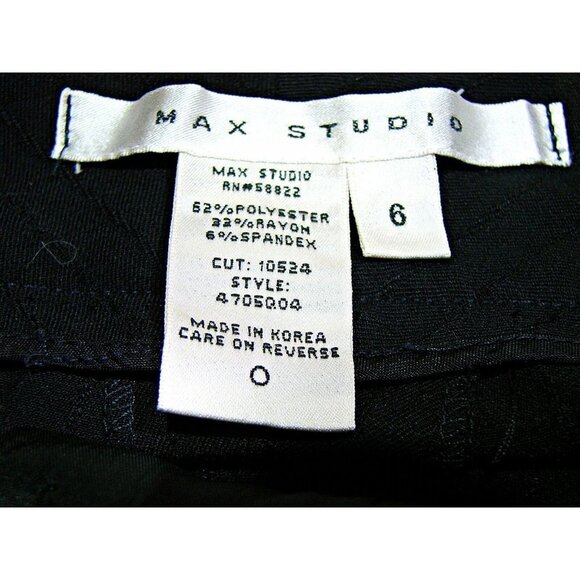 MAX STUDIO
MAX STUDIO
RN#58822
62%POLYESTER
32%RAYON
6%SPANDEX
CUT: 10524
STYLE:
4705Q04
MADE IN KOREA
CARE ON REVERSE
O
6